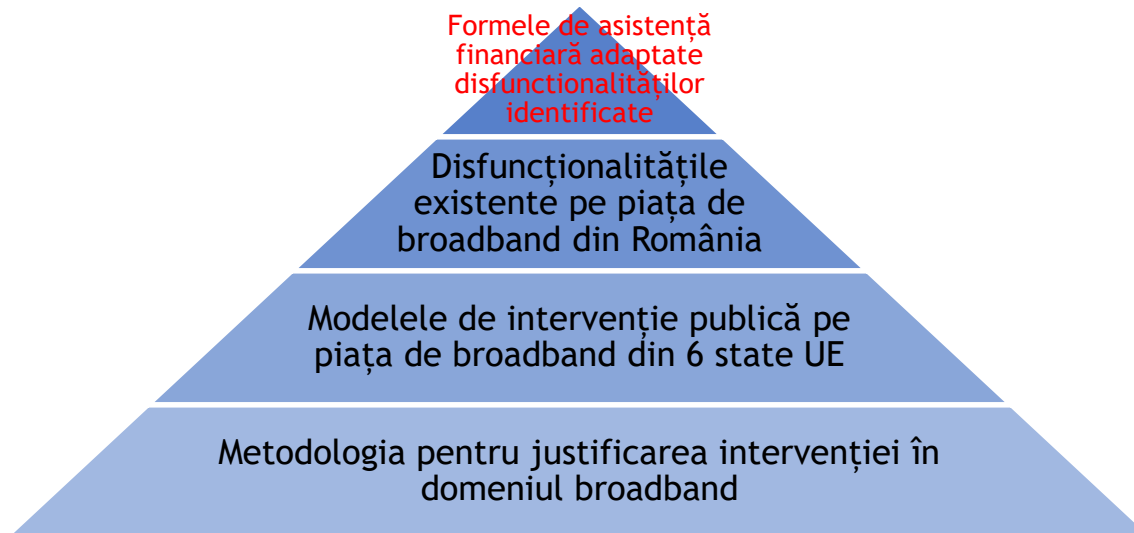 Formele de asistență
financiară adaptate
disfuncționalităților
identificate
Disfuncționalitățile
existente pe piața de
broadband din România
Modelele de intervenție publică pe
piața de broadband din 6 state UE
Metodologia pentru justificarea intervenției în
domeniul broadband